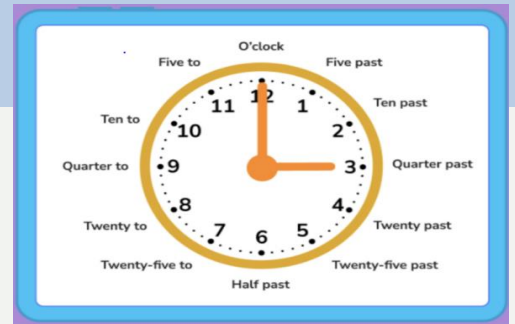 O'clock
Five to
Five past
12
11
1
Ten past
Ten to
10
2
Quarter to
9
3
Quarter past
8
4
Twenty to
7
5
Twenty past
6
Twenty-five to
Twenty-five past
Half past